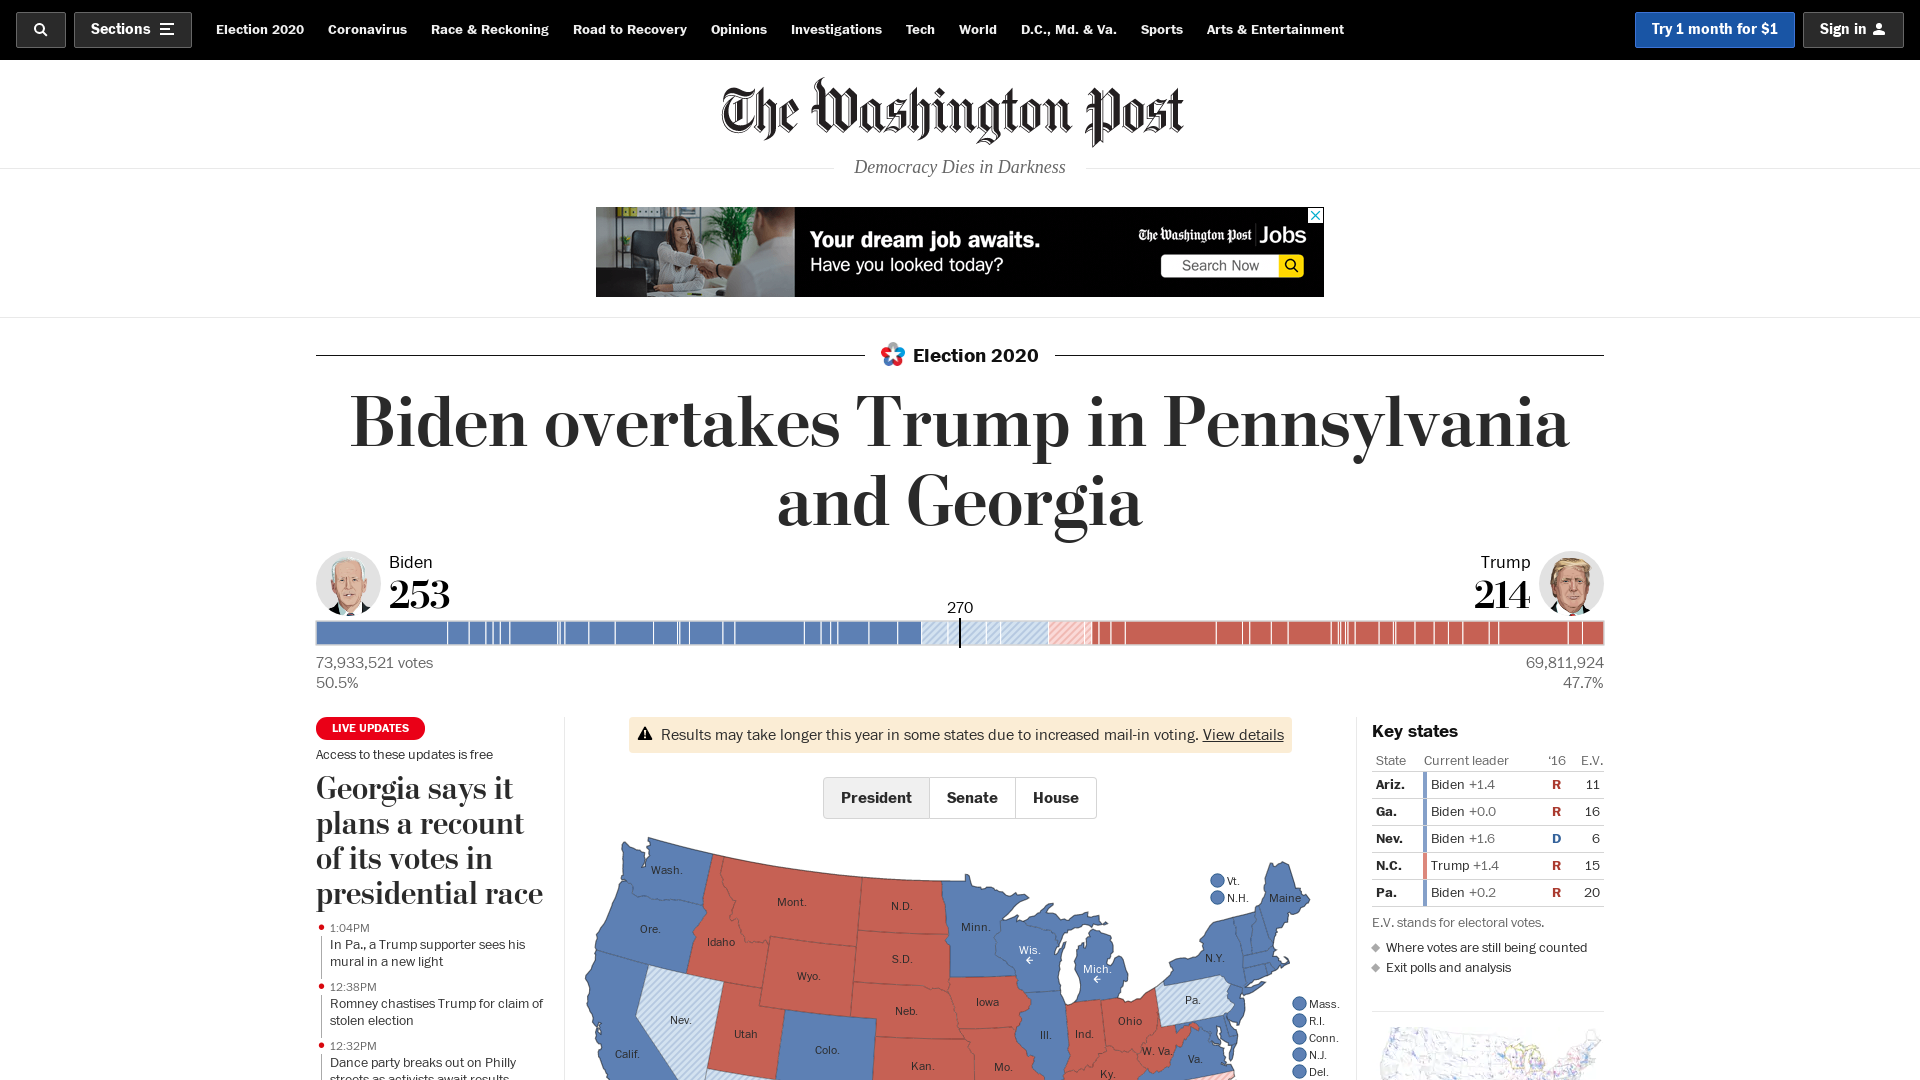 Sections
Election 2020
Coronavirus
Race & Reckoning
Road to Recovery
Opinions
Investigations
Tech
World
D.C., Md. & Va.
Sports
Arts & Entertainment
Try 1 month for $1
Sign in
The Washington Post
Democracy Dies in Darkness
Your dream job awaits.
Have you looked today?
The Washington Post Jobs
Search Now
Election 2020
Biden overtakes Trump in Pennsylvania
and Georgia
Biden
253
Trump
214
270
73,933,521 votes
50.5%
69,811,924
47.7%
LIVE UPDATES
Access to these updates is free
Georgia says it
plans a recount
of its votes in
presidential race
1:04PM
In Pa., a Trump supporter sees his
mural in a new light
12:38PM
Romney chastises Trump for claim of
stolen election
12:32PM
Dance party breaks out on Philly
streets as activists await results
Results may take longer this year in some states due to increased mail-in voting. View details
President
Senate
House
Wash.
Mont.
N.D.
Minn.
Ore.
Idaho
Wis.
Mich.
Vt.
N.H.
Maine
S.D.
Wyo.
N.Y.
Iowa
Neb.
Pa.
Nev.
Utah
Ohio
Ill.
Ind.
Calif.
Colo.
W. Va.
Va.
Kan.
Mo.
Ky.
Mass.
R.I.
Conn.
N.J.
Del.
Key states
State Current leader ‘16 E.V.
Ariz. Biden +1.4 R 11
Ga. Biden +0.0 R 16
Nev. Biden +1.6 D 6
N.C. Trump +1.4 R 15
Pa. Biden +0.2 R 20
E.V. stands for electoral votes.
Where votes are still being counted
Exit polls and analysis